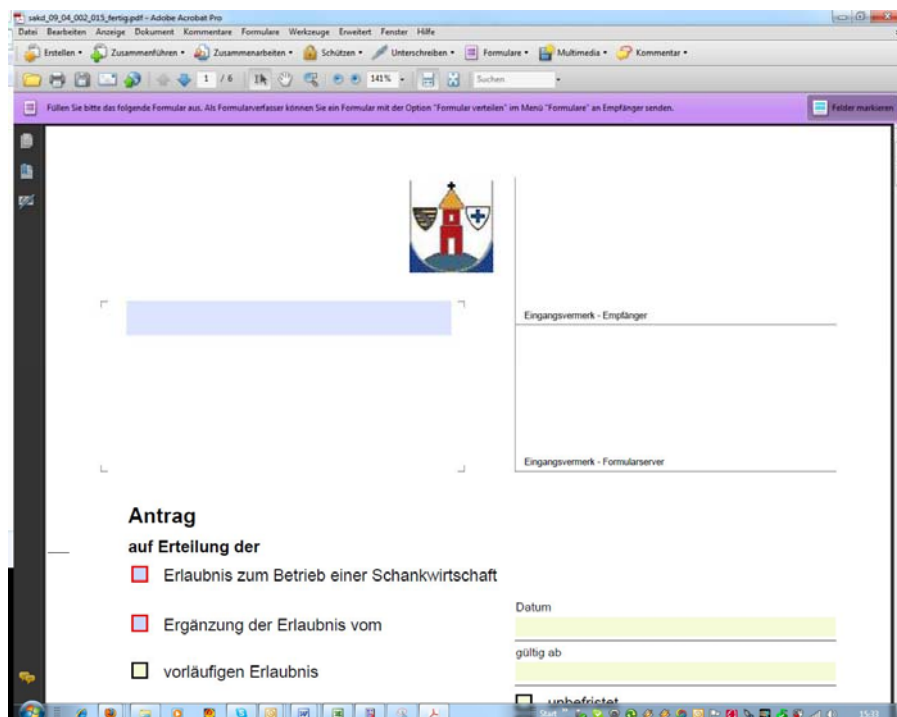 sakd_09_04_002_015_fertig.pdf - Adobe Acrobat Pro
Datei Bearbeiten Anzeige Dokument Kommentare Formulare Werkzeuge Erweitert Fenster Hilfe
Erstellen Zusammenführen Zusammenarbeiten Schützen Unterschreiben Formulare Multimedia Kommentar
1 / 6 141% Suchen
Füllen Sie bitte das folgende Formular aus. Als Formularverfasser können Sie ein Formular mit der Option "Formular verteilen" im Menü "Formulare" an Empfänger senden. Felder markieren
Eingangsvermerk - Empfänger
Eingangsvermerk - Formularserver
Antrag
auf Erteilung der
Erlaubnis zum Betrieb einer Schankwirtschaft
Datum
Ergänzung der Erlaubnis vom
gültig ab
vorläufigen Erlaubnis
unbefristet
Start 15:33